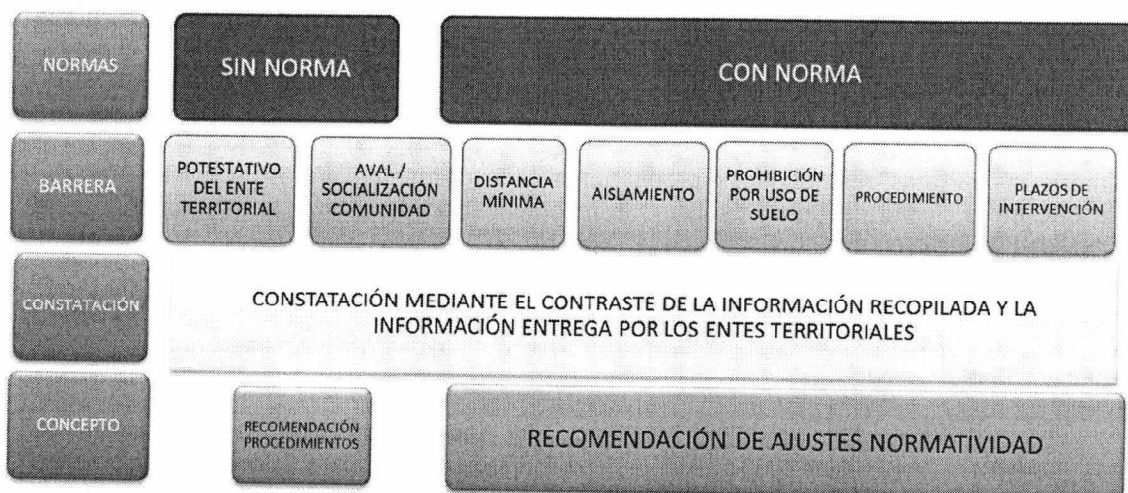 NORMAS
SIN NORMA
CON NORMA
BARRERA
POTESTATIVO
DEL ENTE
TERRITORIAL
AVAL /
SOCIALIZACIÓN
COMUNIDAD
DISTANCIA
MÍNIMA
AISLAMIENTO
PROHIBICIÓN
POR USO DE
SUELO
PROCEDIMIENTO
PLAZOS DE
INTERVENCIÓN
CONSTATACIÓN
CONSTATACIÓN MEDIANTE EL CONTRASTE DE LA INFORMACIÓN RECOPILADA Y LA
INFORMACIÓN ENTREGA POR LOS ENTES TERRITORIALES
CONCEPTO
RECOMENDACIÓN
PROCEDIMIENTOS
RECOMENDACIÓN DE AJUSTES NORMATIVIDAD